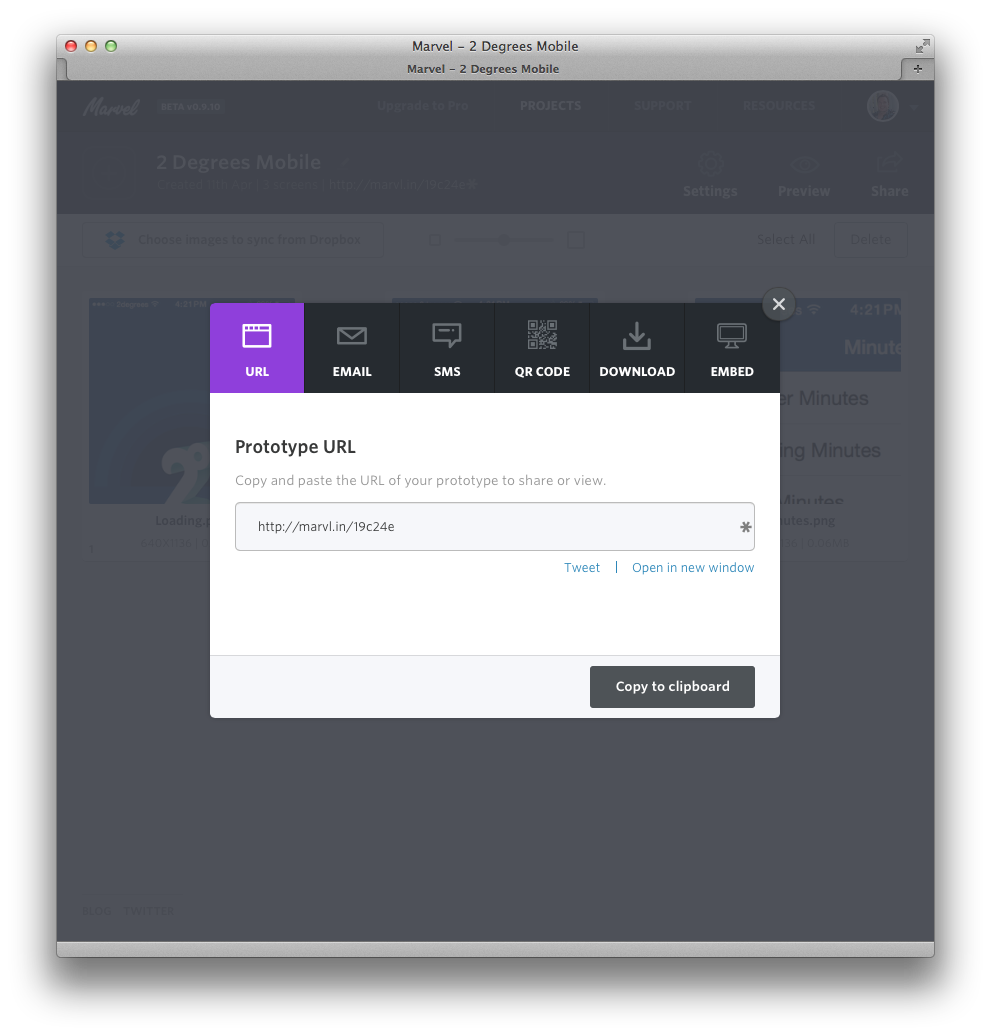 Marvel – 2 Degrees Mobile
Marvel – 2 Degrees Mobile
Marvel BETA v0.9.10 Upgrade to Pro PROJECTS SUPPORT RESOURCES
2 Degrees Mobile
http://marvl.in/19c24e
Settings Preview Share
Choose images to sync from Dropbox Select All Delete
4:21PM 4:21PM
Minute
URL EMAIL SMS QR CODE DOWNLOAD EMBED
er Minutes
Prototype URL
ing Minutes
Copy and paste the URL of your prototype to share or view.
Minutes
Loading.p
http://marvl.in/19c24e
utes.png
1
Tweet | Open in new window
Copy to clipboard
BLOG TWITTER